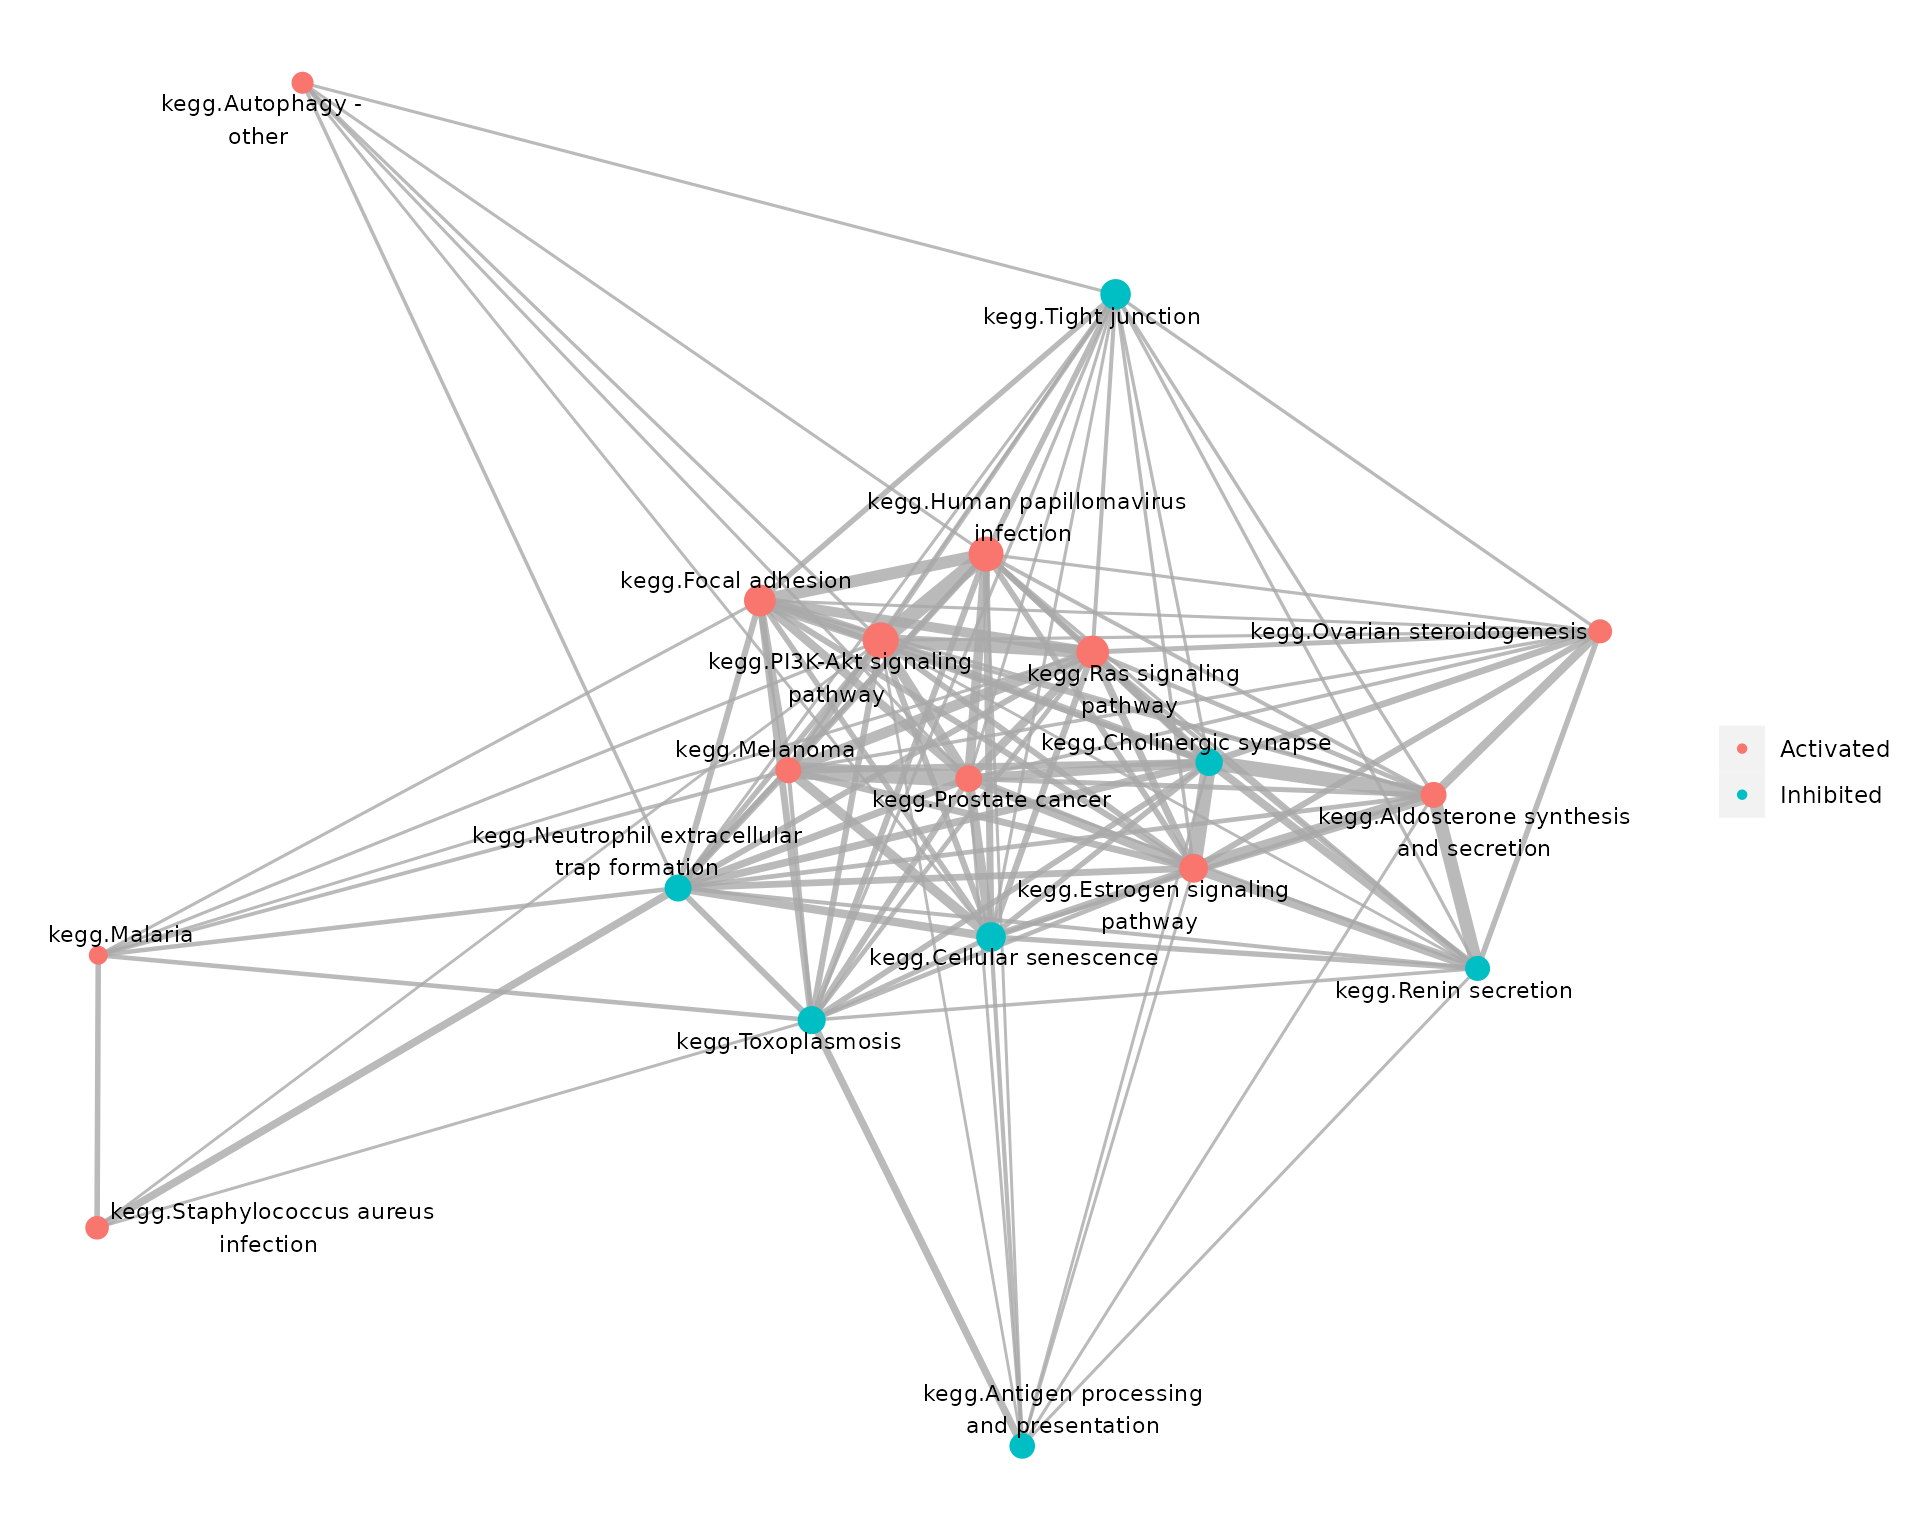 kegg.Autophagy -
other
kegg.Tight junction
kegg.Human papillomavirus
infection
kegg.Focal adhesion
kegg.Ovarian steroidogenesis
kegg.PI3K-Akt signaling
pathway
kegg.Ras signaling
pathway
kegg.Melanoma
kegg.Cholinergic synapse
kegg.Prostate cancer
kegg.Aldosterone synthesis
and secretion
kegg.Neutrophil extracellular
trap formation
kegg.Estrogen signaling
pathway
kegg.Malaria
kegg.Cellular senescence
kegg.Renin secretion
kegg.Toxoplasmosis
kegg.Staphylococcus aureus
infection
kegg.Antigen processing
and presentation
Activated
Inhibited